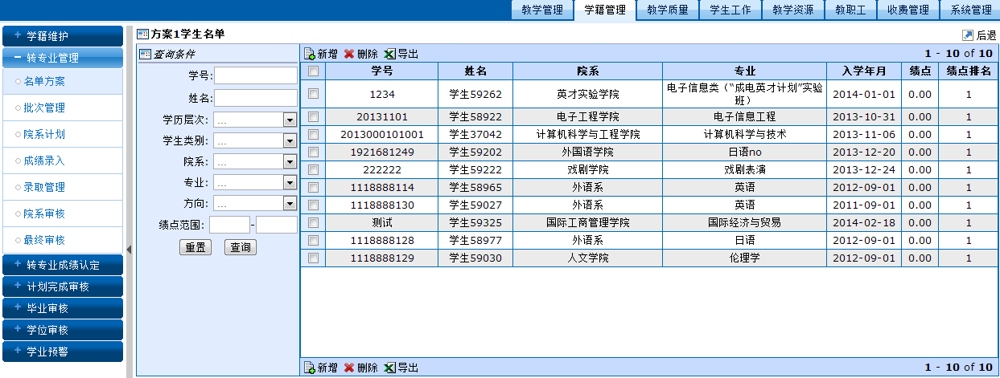 教学管理 学籍管理 教学质量 学生工作 教学资源 教职工 收费管理 系统管理
学籍维护
转专业管理
名单方案
批次管理
院系计划
成绩录入
录取管理
院系审核
最终审核
转专业成绩认定
计划完成审核
毕业审核
学位审核
学业预警
方案1学生名单 后退
查询条件
学号:
姓名:
学历层次: ...
学生类别: ...
院系: ...
专业: ...
方向: ...
绩点范围: -
重置 查询
新增 删除 导出 1 - 10 of 10
学号 姓名 院系 专业 入学年月 绩点 绩点排名
1234 学生59262 英才实验学院 电子信息类（“成电英才计划”实验班） 2014-01-01 0.00 1
20131101 学生58922 电子工程学院 电子信息工程 2013-10-31 0.00 1
2013000101001 学生37042 计算机科学与工程学院 计算机科学与技术 2013-11-06 0.00 1
1921681249 学生59202 外国语学院 日语no 2013-12-20 0.00 1
222222 学生59222 戏剧学院 戏剧表演 2013-12-24 0.00 1
1118888114 学生58965 外语系 英语 2012-09-01 0.00 1
1118888130 学生59027 外语系 英语 2011-09-01 0.00 1
测试 学生59325 国际工商管理学院 国际经济与贸易 2014-02-18 0.00 1
1118888128 学生58977 外语系 日语 2012-09-01 0.00 1
1118888129 学生59030 人文学院 伦理学 2012-09-01 0.00 1
新增 删除 导出 1 - 10 of 10